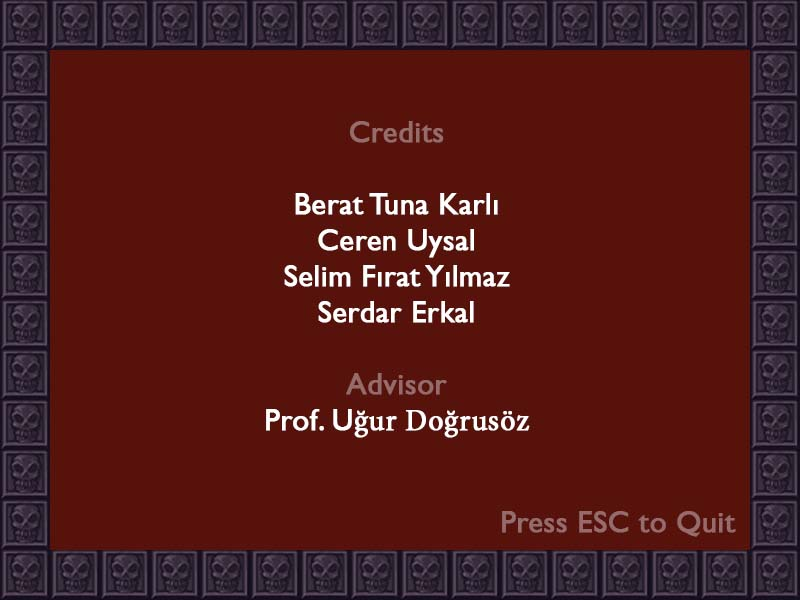 Credits
Berat Tuna Karlı
Ceren Uysal
Selim Fırat Yılmaz
Serdar Erkal
Advisor
Prof. Uğur Doğrusöz
Press ESC to Quit